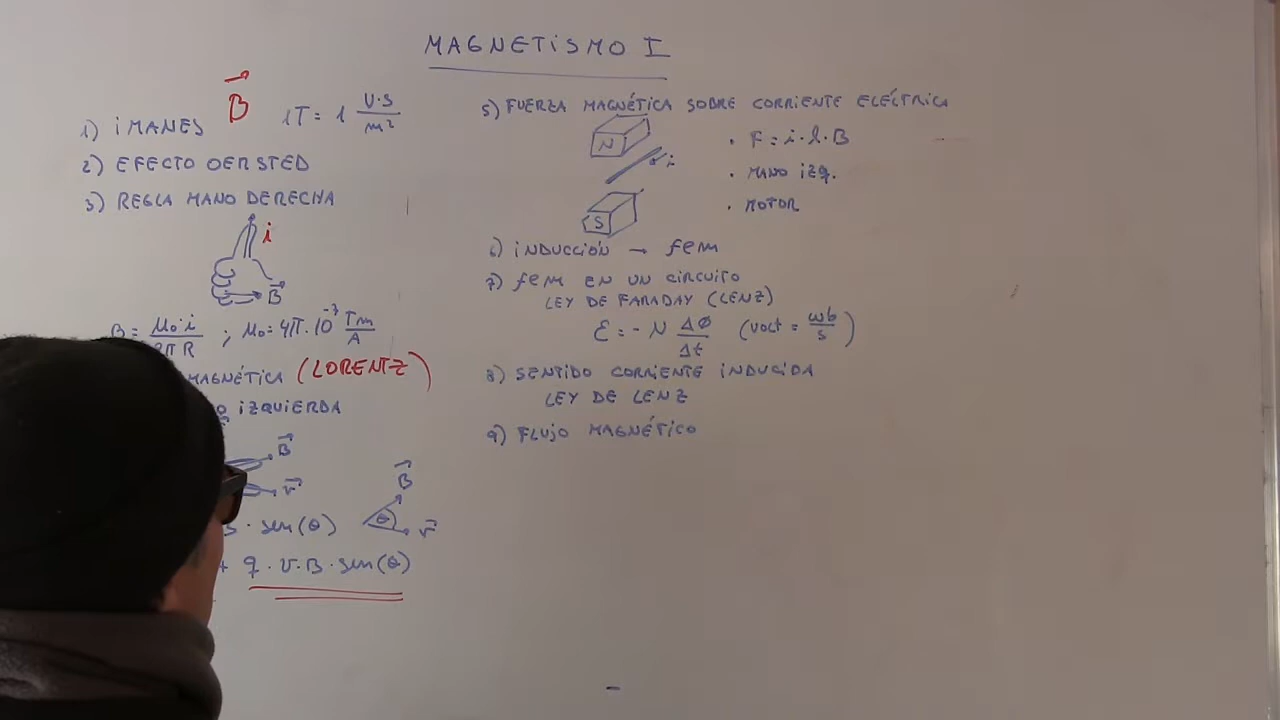 MAGNETISMO I
B
1T = 1 V·s/m²
1) IMANES
2) EFECTO OERSTED
3) REGLA MANO DERECHA
i
B
B = μ₀·i/2πR ; μ₀ = 4π·10⁻⁷ Tm/A
MAGNÉTICA (LORENTZ)
IZQUIERDA
B
v
B
θ
v
· sen(θ)
q · v · B · sen(θ)
5) FUERZA MAGNÉTICA SOBRE CORRIENTE ELÉCTRICA
N
i
S
· F = i · l · B
· MANO IZQ.
· MOTOR
6) INDUCCIÓN → fem
7) fem EN UN CIRCUITO
LEY DE FARADAY (LENZ)
ε = - N ΔΦ/Δt (VOLT = Wb/s)
8) SENTIDO CORRIENTE INDUCIDA
LEY DE LENZ
9) FLUJO MAGNÉTICO